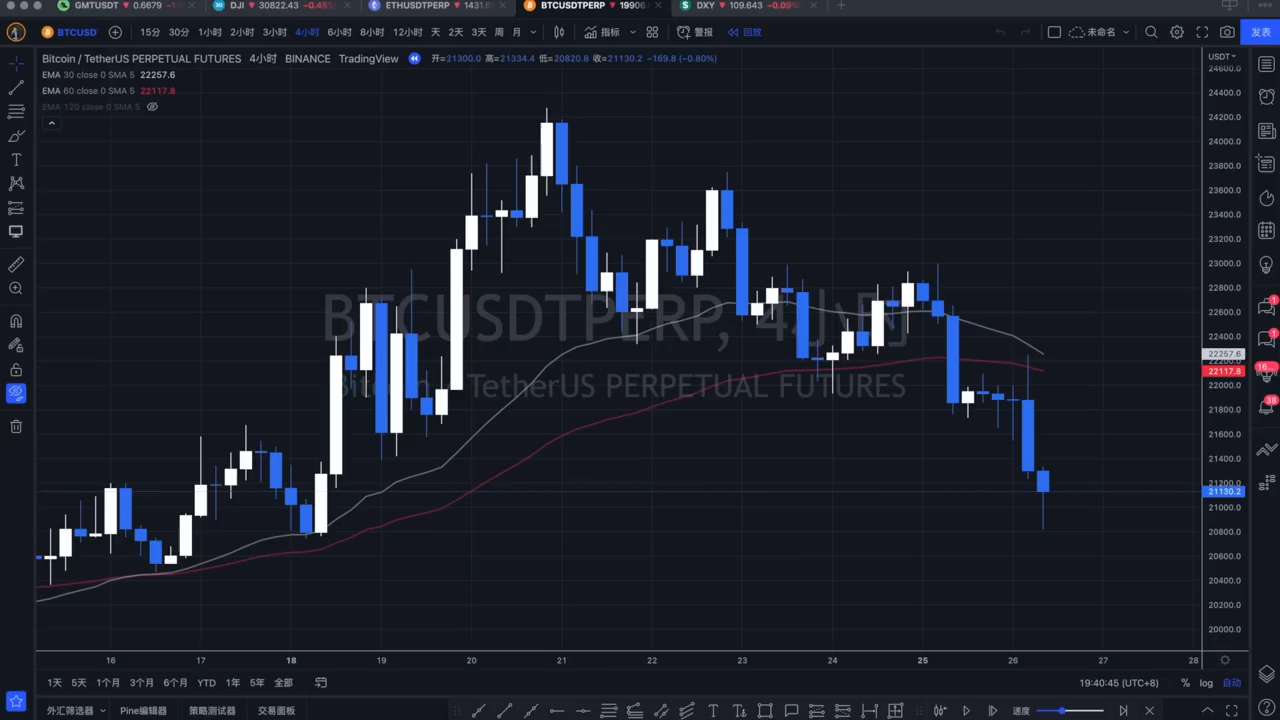 GMTUSDT 0.6679
DJI 30822.43 -0.45%
ETHUSDTPERP 1431.6
BTCUSDTPERP 19906.
DXY 109.643 -0.09%
BTCUSD 15分 30分 1小时 2小时 3小时 4小时 6小时 8小时 12小时 天 2天 3天 周 月 指标 警报 回放 未命名 发表
Bitcoin / TetherUS PERPETUAL FUTURES 4小时 BINANCE TradingView 开=21300.0 高=21334.4 低=20820.8 收=21130.2 -169.8 (-0.80%)
USDT
EMA 30 close 0 SMA 5 22257.6
EMA 60 close 0 SMA 5 22117.8
EMA 120 close 0 SMA 5
BTCUSDTPERP, 4小时
Bitcoin / TetherUS PERPETUAL FUTURES
24600.0
24400.0
24200.0
24000.0
23800.0
23600.0
23400.0
23200.0
23000.0
22800.0
22600.0
22400.0
22257.6
22200.0
22117.8
22000.0
21800.0
21600.0
21400.0
21200.0
21130.2
21000.0
20800.0
20600.0
20400.0
20200.0
20000.0
1
1
16...
38
16 17 18 19 20 21 22 23 24 25 26 27 28
1天 5天 1个月 3个月 6个月 YTD 1年 5年 全部
19:40:45 (UTC+8) % log 自动
外汇筛选器 Pine编辑器 策略测试器 交易面板
速度